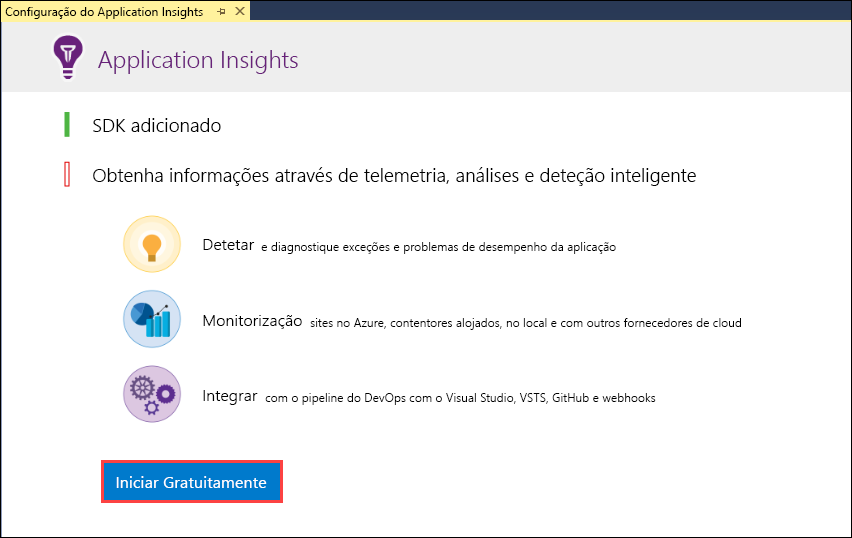 Configuração do Application Insights
Application Insights
SDK adicionado
Obtenha informações através de telemetria, análises e deteção inteligente
Detetar e diagnostique exceções e problemas de desempenho da aplicação
Monitorização sites no Azure, contentores alojados, no local e com outros fornecedores de cloud
Integrar com o pipeline do DevOps com o Visual Studio, VSTS, GitHub e webhooks
Iniciar Gratuitamente